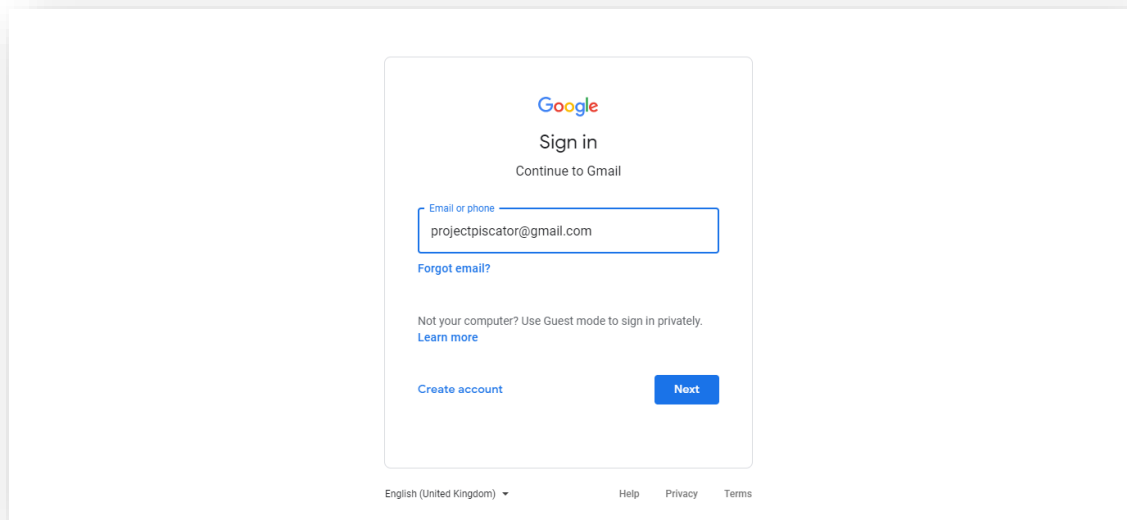 Google
Sign in
Continue to Gmail
Email or phone
projectpiscator@gmail.com
Forgot email?
Not your computer? Use Guest mode to sign in privately.
Learn more
Create account
Next
English (United Kingdom)
Help
Privacy
Terms